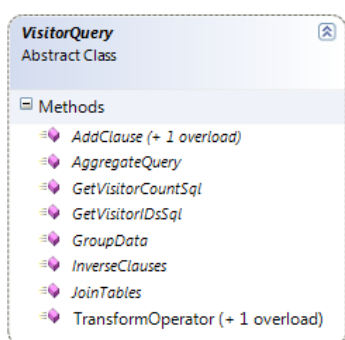 VisitorQuery
Abstract Class
Methods
AddClause (+ 1 overload)
AggregateQuery
GetVisitorCountSql
GetVisitorIDsSql
GroupData
InverseClauses
JoinTables
TransformOperator (+ 1 overload)